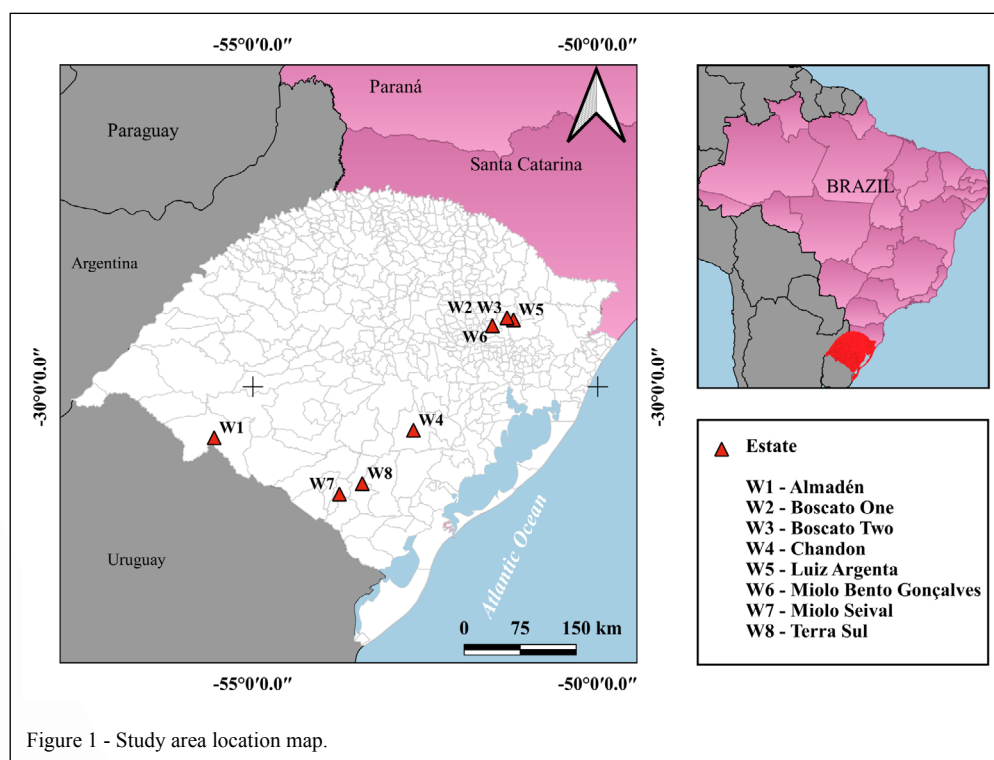 -55°0′0.0″ -50°0′0.0″
Paraná
Paraguay
Santa Catarina
BRAZIL
Argentina
W2 W3 W5
W6
-30°0′0.0″ -30°0′0.0″
W1
W4
W7 W8
Uruguay
Atlantic Ocean
0 75 150 km
-55°0′0.0″ -50°0′0.0″
Estate
W1 - Almadén
W2 - Boscato One
W3 - Boscato Two
W4 - Chandon
W5 - Luiz Argenta
W6 - Miolo Bento Gonçalves
W7 - Miolo Seival
W8 - Terra Sul
Figure 1 - Study area location map.